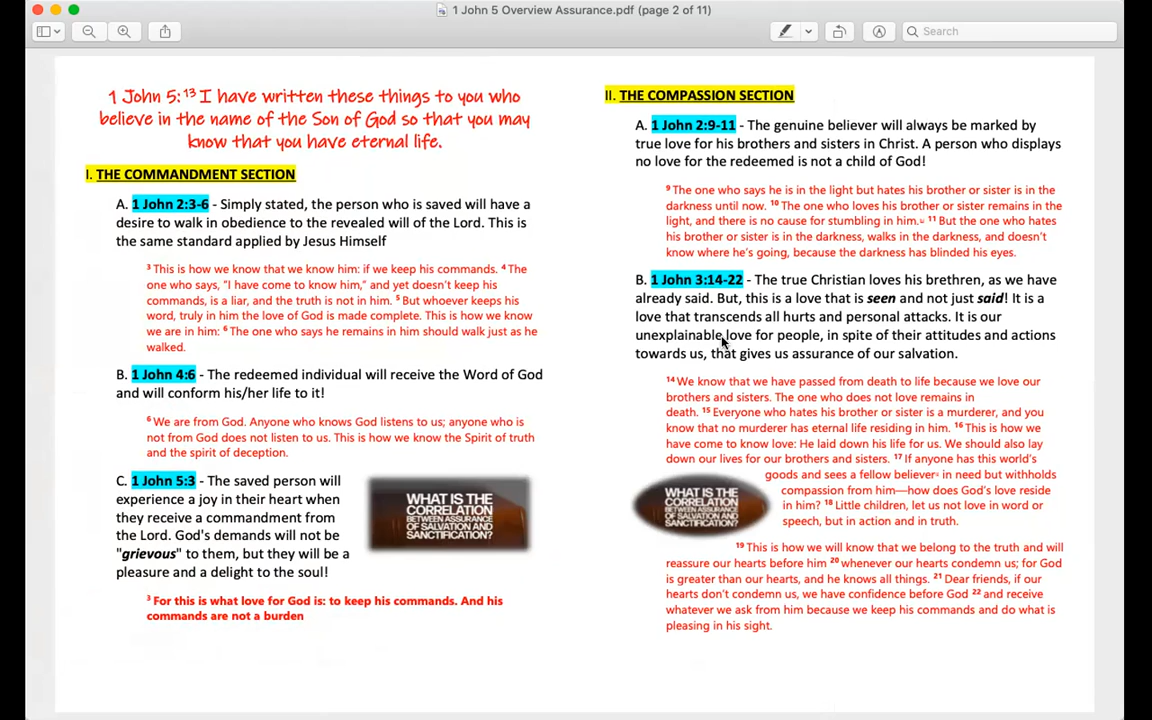 1 John 5 Overview Assurance.pdf (page 2 of 11)
Search
1 John 5:¹³ I have written these things to you who
believe in the name of the Son of God so that you may
know that you have eternal life.
I. THE COMMANDMENT SECTION
A. 1 John 2:3-6 - Simply stated, the person who is saved will have a
desire to walk in obedience to the revealed will of the Lord. This is
the same standard applied by Jesus Himself
³ This is how we know that we know him: if we keep his commands. ⁴ The
one who says, "I have come to know him," and yet doesn't keep his
commands, is a liar, and the truth is not in him. ⁵ But whoever keeps his
word, truly in him the love of God is made complete. This is how we know
we are in him: ⁶ The one who says he remains in him should walk just as he
walked.
B. 1 John 4:6 - The redeemed individual will receive the Word of God
and will conform his/her life to it!
⁶ We are from God. Anyone who knows God listens to us; anyone who is
not from God does not listen to us. This is how we know the Spirit of truth
and the spirit of deception.
C. 1 John 5:3 - The saved person will
experience a joy in their heart when
they receive a commandment from
the Lord. God's demands will not be
"grievous" to them, but they will be a
pleasure and a delight to the soul!
WHAT IS THE
CORRELATION
BETWEEN ASSURANCE
OF SALVATION AND
SANCTIFICATION?
³ For this is what love for God is: to keep his commands. And his
commands are not a burden
II. THE COMPASSION SECTION
A. 1 John 2:9-11 - The genuine believer will always be marked by
true love for his brothers and sisters in Christ. A person who displays
no love for the redeemed is not a child of God!
⁹ The one who says he is in the light but hates his brother or sister is in the
darkness until now. ¹⁰ The one who loves his brother or sister remains in the
light, and there is no cause for stumbling in him. ¹¹ But the one who hates
his brother or sister is in the darkness, walks in the darkness, and doesn't
know where he's going, because the darkness has blinded his eyes.
B. 1 John 3:14-22 - The true Christian loves his brethren, as we have
already said. But, this is a love that is seen and not just said! It is a
love that transcends all hurts and personal attacks. It is our
unexplainable love for people, in spite of their attitudes and actions
towards us, that gives us assurance of our salvation.
¹⁴ We know that we have passed from death to life because we love our
brothers and sisters. The one who does not love remains in
death. ¹⁵ Everyone who hates his brother or sister is a murderer, and you
know that no murderer has eternal life residing in him. ¹⁶ This is how we
have come to know love: He laid down his life for us. We should also lay
down our lives for our brothers and sisters. ¹⁷ If anyone has this world's
goods and sees a fellow believer in need but withholds
compassion from him—how does God's love reside
in him? ¹⁸ Little children, let us not love in word or
speech, but in action and in truth.
WHAT IS THE
CORRELATION
BETWEEN ASSURANCE
OF SALVATION AND
SANCTIFICATION?
¹⁹ This is how we will know that we belong to the truth and will
reassure our hearts before him ²⁰ whenever our hearts condemn us; for God
is greater than our hearts, and he knows all things. ²¹ Dear friends, if our
hearts don't condemn us, we have confidence before God ²² and receive
whatever we ask from him because we keep his commands and do what is
pleasing in his sight.